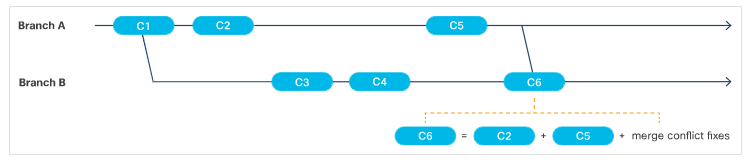 Branch A C1 C2 C5
Branch B C3 C4 C6
C6 = C2 + C5 + merge conflict fixes